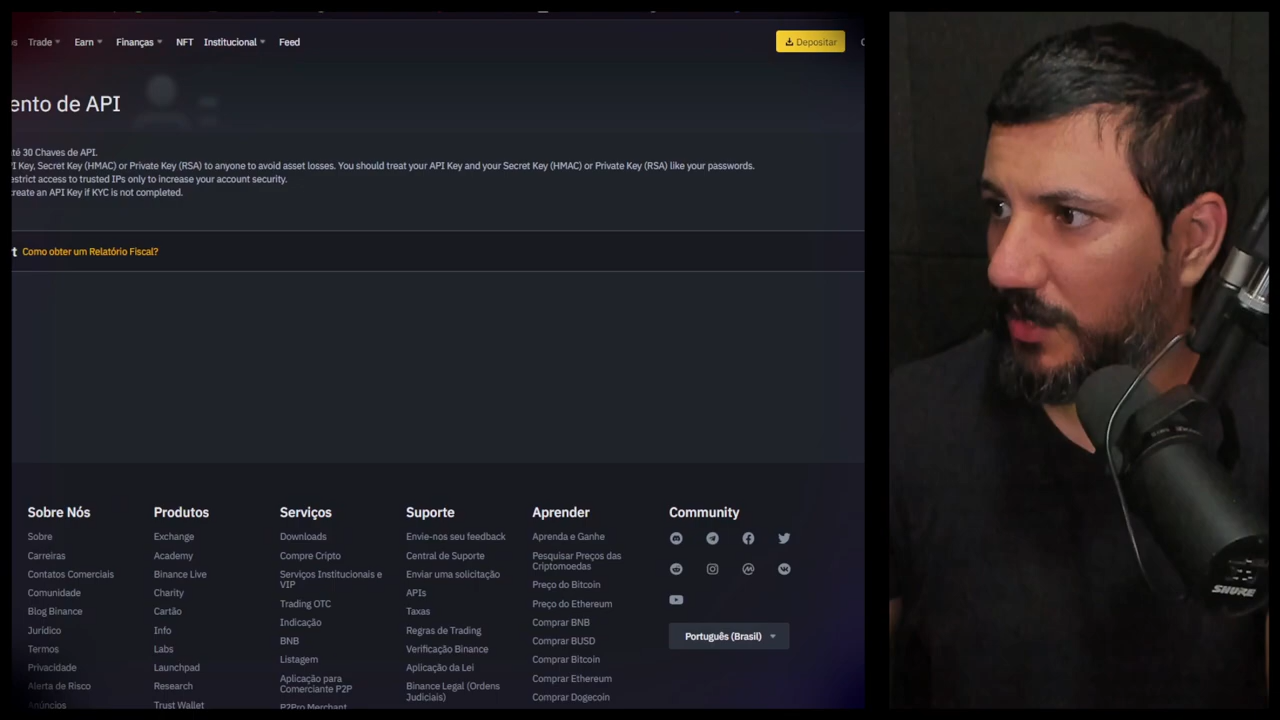 Trade
Earn
Finanças
NFT
Institucional
Feed
Depositar
ento de API
té 30 Chaves de API.
I Key, Secret Key (HMAC) or Private Key (RSA) to anyone to avoid asset losses. You should treat your API Key and your Secret Key (HMAC) or Private Key (RSA) like your passwords.
estrict access to trusted IPs only to increase your account security.
create an API Key if KYC is not completed.
t Como obter um Relatório Fiscal?
Sobre Nós
Sobre
Carreiras
Contatos Comerciais
Comunidade
Blog Binance
Jurídico
Termos
Privacidade
Alerta de Risco
Anúncios
Produtos
Exchange
Academy
Binance Live
Charity
Cartão
Info
Labs
Launchpad
Research
Trust Wallet
Serviços
Downloads
Compre Cripto
Serviços Institucionais e
VIP
Trading OTC
Indicação
BNB
Listagem
Aplicação para
Comerciante P2P
P2Pro Merchant
Suporte
Envie-nos seu feedback
Central de Suporte
Enviar uma solicitação
APIs
Taxas
Regras de Trading
Verificação Binance
Aplicação da Lei
Binance Legal (Ordens
Judiciais)
Aprender
Aprenda e Ganhe
Pesquisar Preços das
Criptomoedas
Preço do Bitcoin
Preço do Ethereum
Comprar BNB
Comprar BUSD
Comprar Bitcoin
Comprar Ethereum
Comprar Dogecoin
Community
Português (Brasil)
SHURE